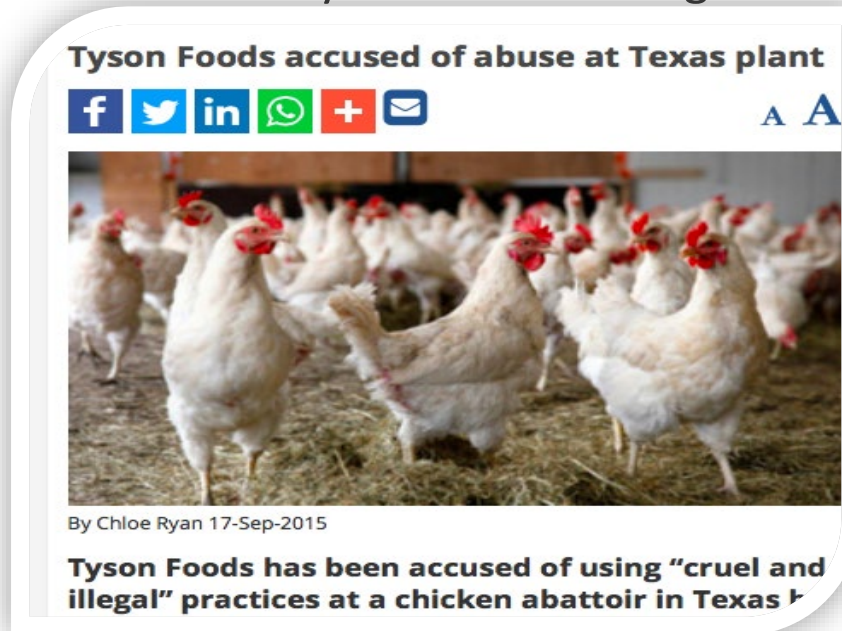 Tyson Foods accused of abuse at Texas plant
f in +
A A
By Chloe Ryan 17-Sep-2015
Tyson Foods has been accused of using “cruel and
illegal” practices at a chicken abattoir in Texas